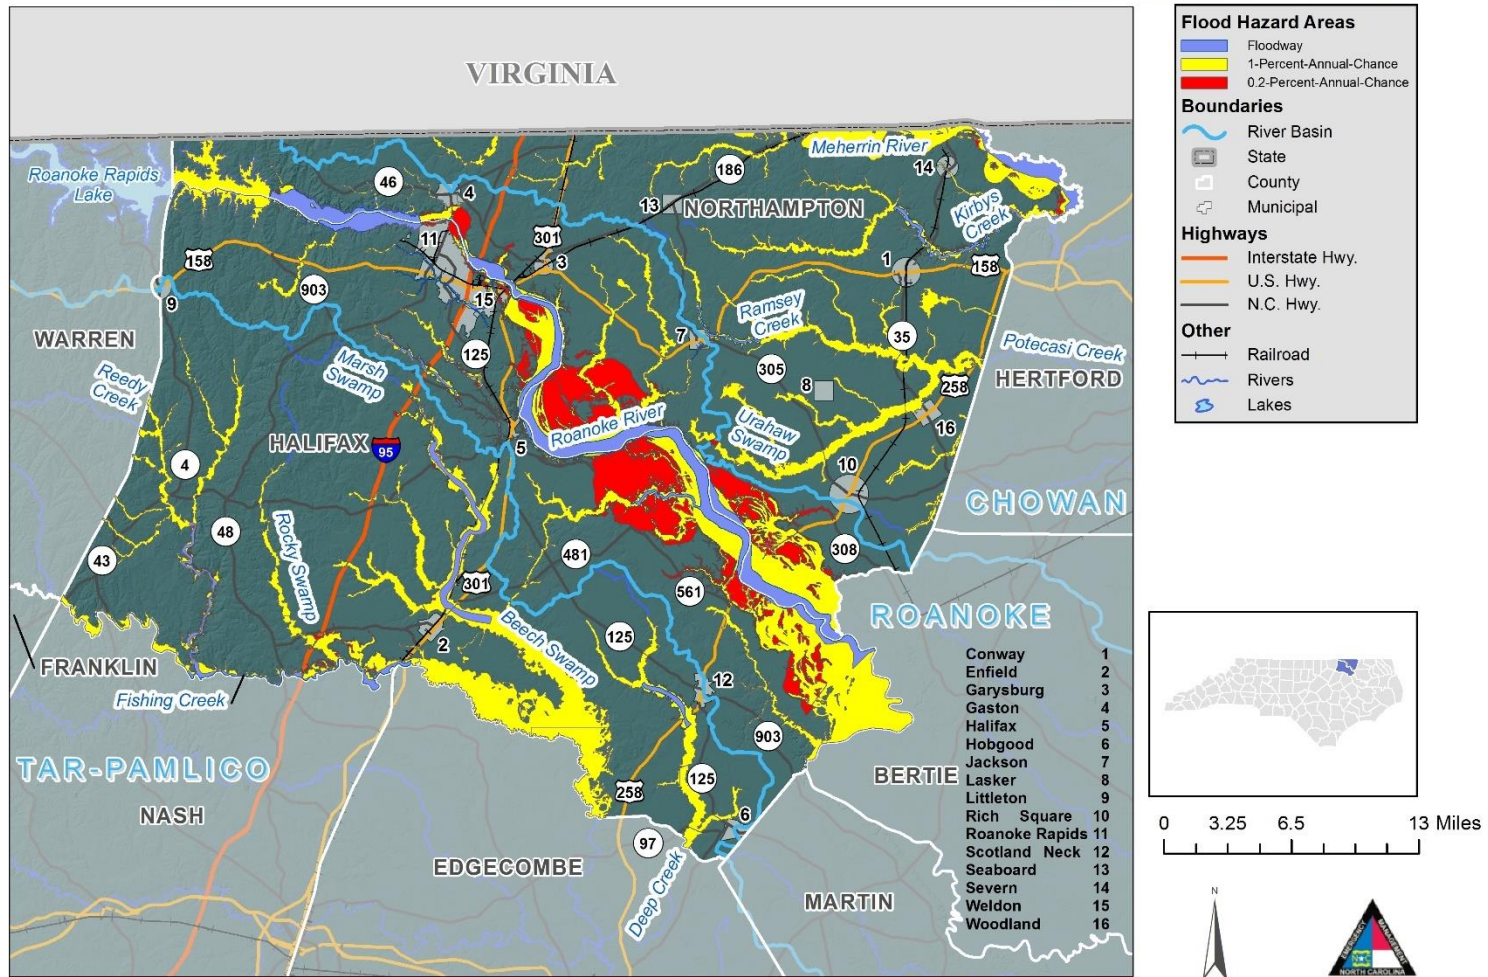 VIRGINIA
Roanoke Rapids
Lake
46
4
186
Meherrin River
14
13
NORTHAMPTON
Kirbys
Creek
11
301
3
158
903
9
15
1
158
WARREN
125
Ramsey
Creek
7
35
Potecasi Creek
Reedy
Creek
Marsh
Swamp
305
8
258
HERTFORD
HALIFAX
95
5
Roanoke River
Urahaw
Swamp
16
4
10
48
Rocky Swamp
CHOWAN
43
481
308
301
561
Beech Swamp
125
ROANOKE
2
FRANKLIN
Fishing Creek
12
903
TAR-PAMLICO
NASH
125
258
BERTIE
97
6
EDGECOMBE
Deep Creek
MARTIN
Conway 1
Enfield 2
Garysburg 3
Gaston 4
Halifax 5
Hobgood 6
Jackson 7
Lasker 8
Littleton 9
Rich Square 10
Roanoke Rapids 11
Scotland Neck 12
Seaboard 13
Severn 14
Weldon 15
Woodland 16
Flood Hazard Areas
Floodway
1-Percent-Annual-Chance
0.2-Percent-Annual-Chance
Boundaries
River Basin
State
County
Municipal
Highways
Interstate Hwy.
U.S. Hwy.
N.C. Hwy.
Other
Railroad
Rivers
Lakes
0 3.25 6.5 13 Miles
N
EMERGENCY
MANAGEMENT
NORTH CAROLINA